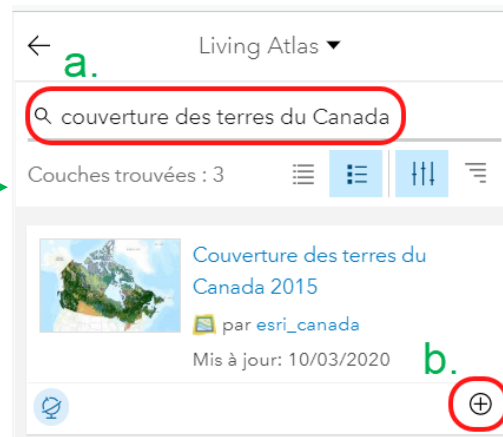 Living Atlas
a.
couverture des terres du Canada
Couches trouvées : 3
Couverture des terres du
Canada 2015
par esri_canada
Mis à jour: 10/03/2020
b.